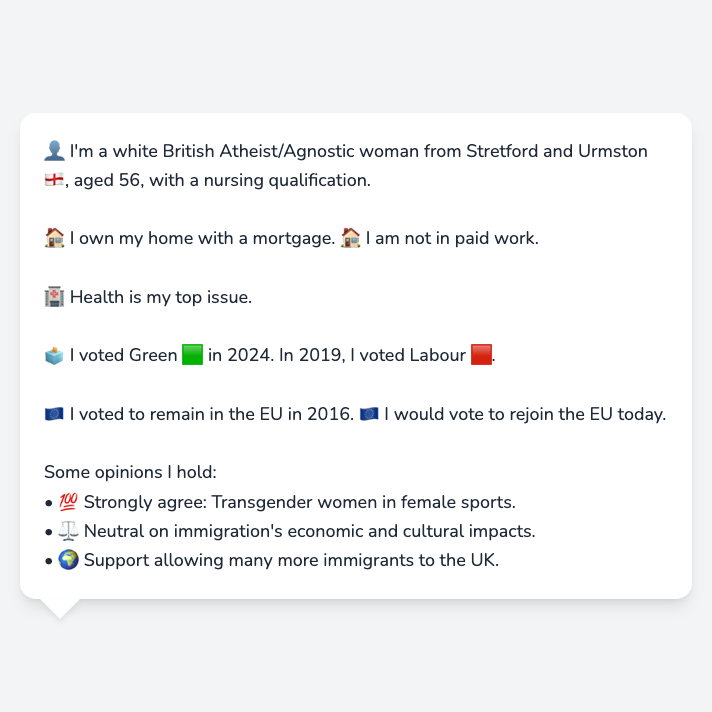 👤 I'm a white British Atheist/Agnostic woman from Stretford and Urmston
🏴󠁧󠁢󠁥󠁮󠁧󠁿, aged 56, with a nursing qualification.
🏠 I own my home with a mortgage. 🏠 I am not in paid work.
🏥 Health is my top issue.
🗳️ I voted Green 🟩 in 2024. In 2019, I voted Labour 🟥.
🇪🇺 I voted to remain in the EU in 2016. 🇪🇺 I would vote to rejoin the EU today.
Some opinions I hold:
• 💯 Strongly agree: Transgender women in female sports.
• ⚖️ Neutral on immigration's economic and cultural impacts.
• 🌍 Support allowing many more immigrants to the UK.